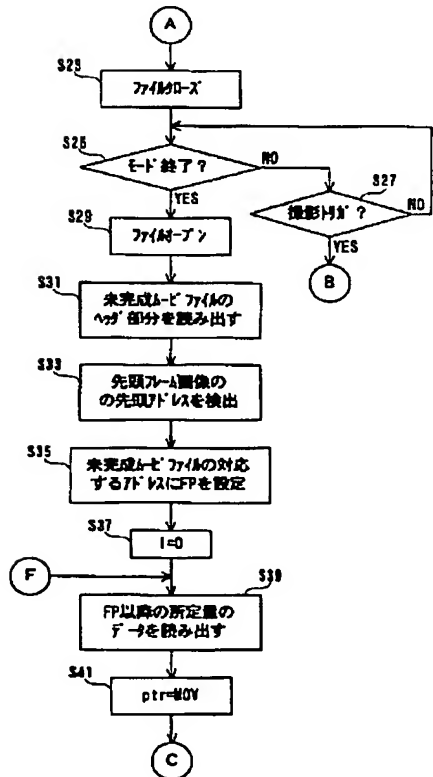 A
S25
ファイルクローズ
S26
モード終了?
NO
YES
S27
撮影トリガ?
NO
YES
B
S29
ファイルオープン
S31
未完成ムービファイルの
ヘッダ部分を読み出す
S33
先頭フレーム画像の
の先頭アドレスを検出
S35
未完成ムービファイルの対応
するアドレスにFPを設定
S37
I=0
F
S39
FP以降の所定量の
データを読み出す
S41
ptr=MOV
C